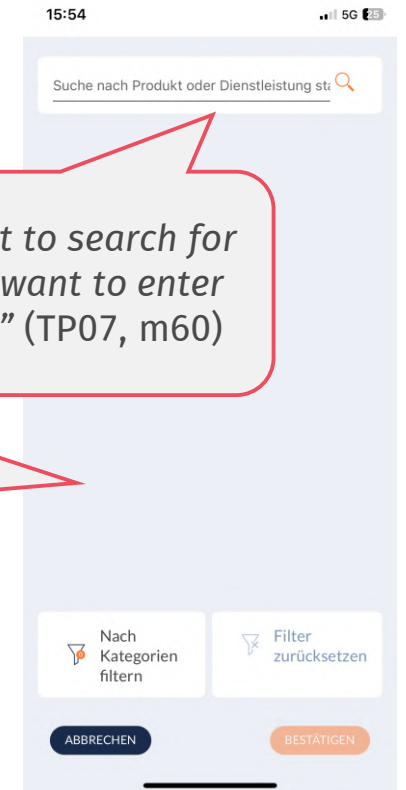 15:54 5G 25
Suche nach Produkt oder Dienstleistung sta
t to search for
want to enter
" (TP07, m60)
0
Nach
Kategorien
filtern
Filter
zurücksetzen
ABBRECHEN
BESTÄTIGEN